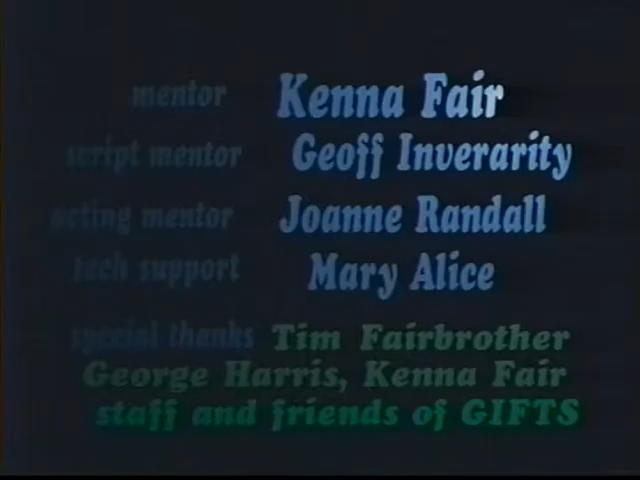 mentor Kenna Fair
script mentor Geoff Inverarity
acting mentor Joanne Randall
tech support Mary Alice
special thanks Tim Fairbrother
George Harris, Kenna Fair
staff and friends of GIFTS